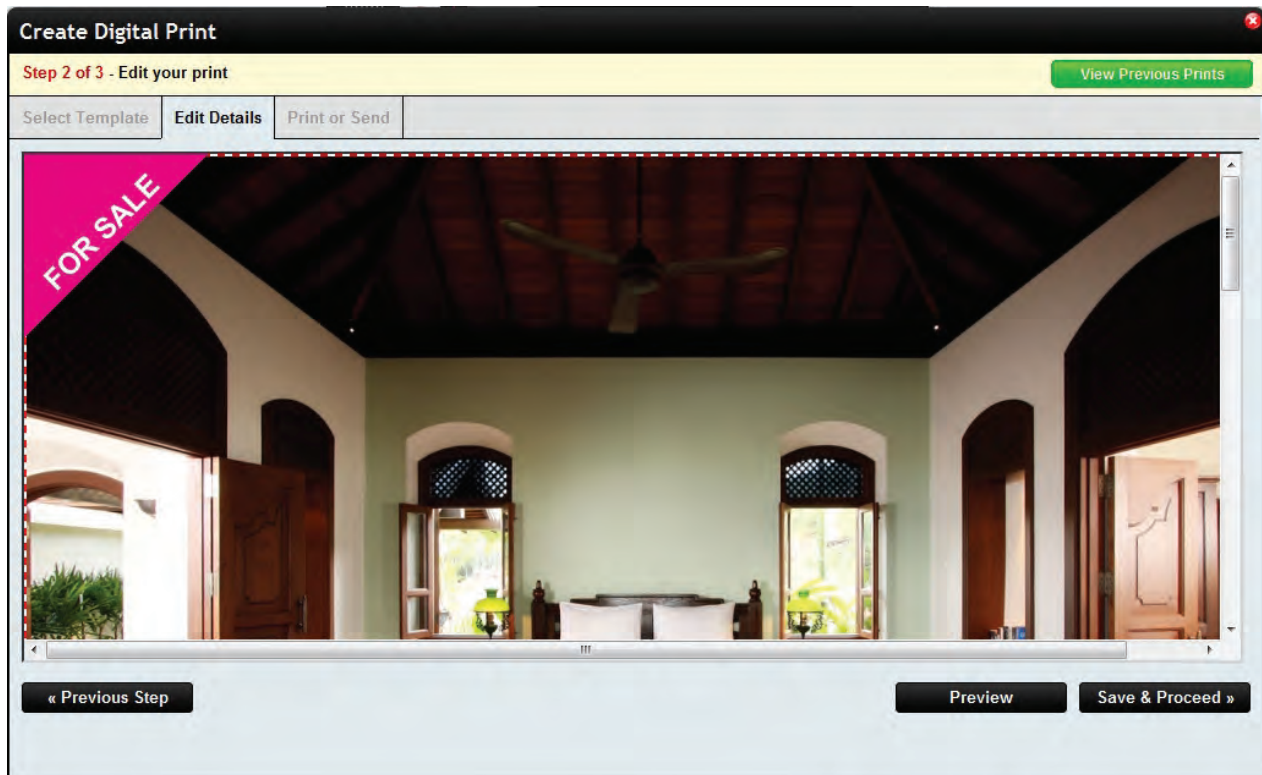 Create Digital Print
Step 2 of 3 - Edit your print
View Previous Prints
Select Template
Edit Details
Print or Send
FOR SALE
« Previous Step
Preview
Save & Proceed »